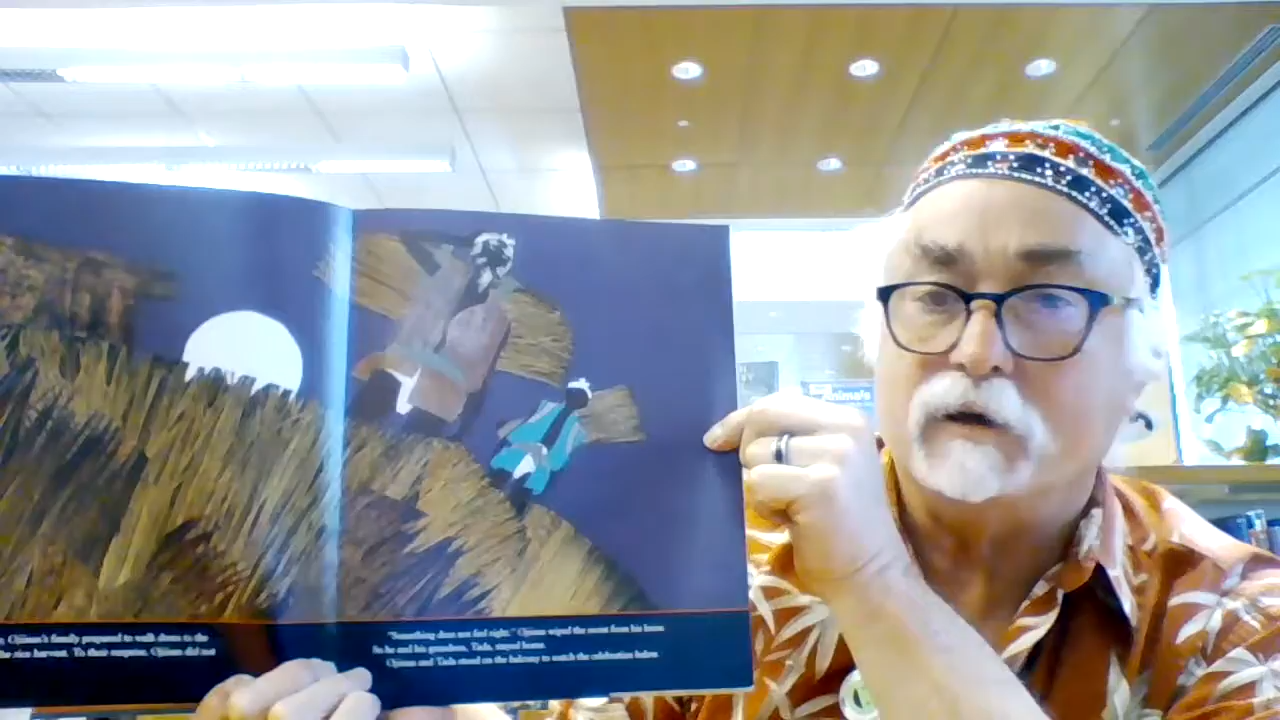 Ojiisan's family prepared to walk down to the
rice harvest. To their surprise, Ojiisan did not
"Something does not feel right." Ojiisan wiped the sweat from his brow.
So he and his grandson, Tada, stayed home.
Ojiisan and Tada stood on the balcony to watch the celebration below.